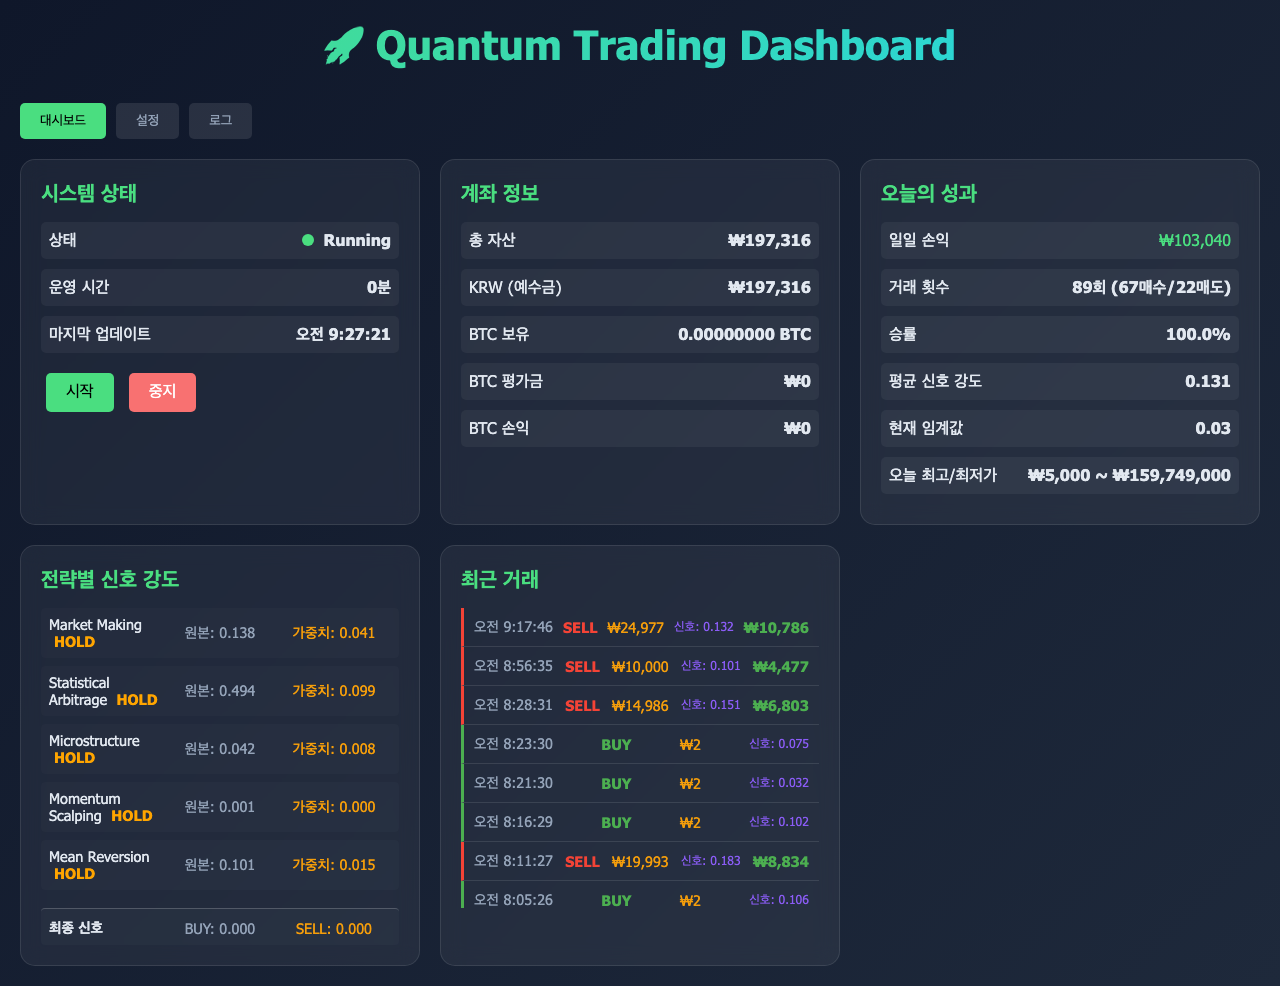 🚀 Quantum Trading Dashboard
대시보드 설정 로그
시스템 상태
상태 Running
운영 시간 0분
마지막 업데이트 오전 9:27:21
시작 중지
계좌 정보
총 자산 ₩197,316
KRW (예수금) ₩197,316
BTC 보유 0.00000000 BTC
BTC 평가금 ₩0
BTC 손익 ₩0
오늘의 성과
일일 손익 ₩103,040
거래 횟수 89회 (67매수/22매도)
승률 100.0%
평균 신호 강도 0.131
현재 임계값 0.03
오늘 최고/최저가 ₩5,000 ~ ₩159,749,000
전략별 신호 강도
Market Making
HOLD 원본: 0.138 가중치: 0.041
Statistical
Arbitrage HOLD 원본: 0.494 가중치: 0.099
Microstructure
HOLD 원본: 0.042 가중치: 0.008
Momentum
Scalping HOLD 원본: 0.001 가중치: 0.000
Mean Reversion
HOLD 원본: 0.101 가중치: 0.015
최종 신호 BUY: 0.000 SELL: 0.000
최근 거래
오전 9:17:46 SELL ₩24,977 신호: 0.132 ₩10,786
오전 8:56:35 SELL ₩10,000 신호: 0.101 ₩4,477
오전 8:28:31 SELL ₩14,986 신호: 0.151 ₩6,803
오전 8:23:30 BUY ₩2 신호: 0.075
오전 8:21:30 BUY ₩2 신호: 0.032
오전 8:16:29 BUY ₩2 신호: 0.102
오전 8:11:27 SELL ₩19,993 신호: 0.183 ₩8,834
오전 8:05:26 BUY ₩2 신호: 0.106